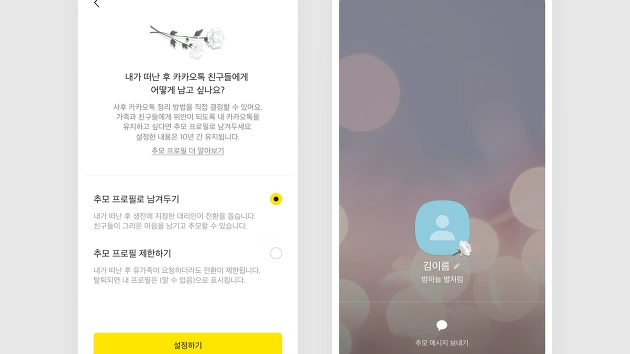 내가 떠난 후 카카오톡 친구들에게
어떻게 남고 싶나요?
사후 카카오톡 정리 방법을 직접 결정할 수 있어요.
가족과 친구들에게 위안이 되도록 내 카카오톡을
유지하고 싶다면 추모 프로필로 남겨두세요.
설정한 내용은 10년 간 유지됩니다.
추모 프로필 더 알아보기
추모 프로필로 남겨두기
내가 떠난 후 생전에 지정한 대리인이 전환을 돕습니다.
친구들이 그리운 마음을 남기고 추모할 수 있습니다.
추모 프로필 제한하기
내가 떠난 후 유가족이 요청하더라도 전환이 제한됩니다.
탈퇴되면 내 프로필은 (알 수 없음)으로 표시됩니다.
설정하기
김이름
밤하늘 별처럼
추모 메시지 보내기